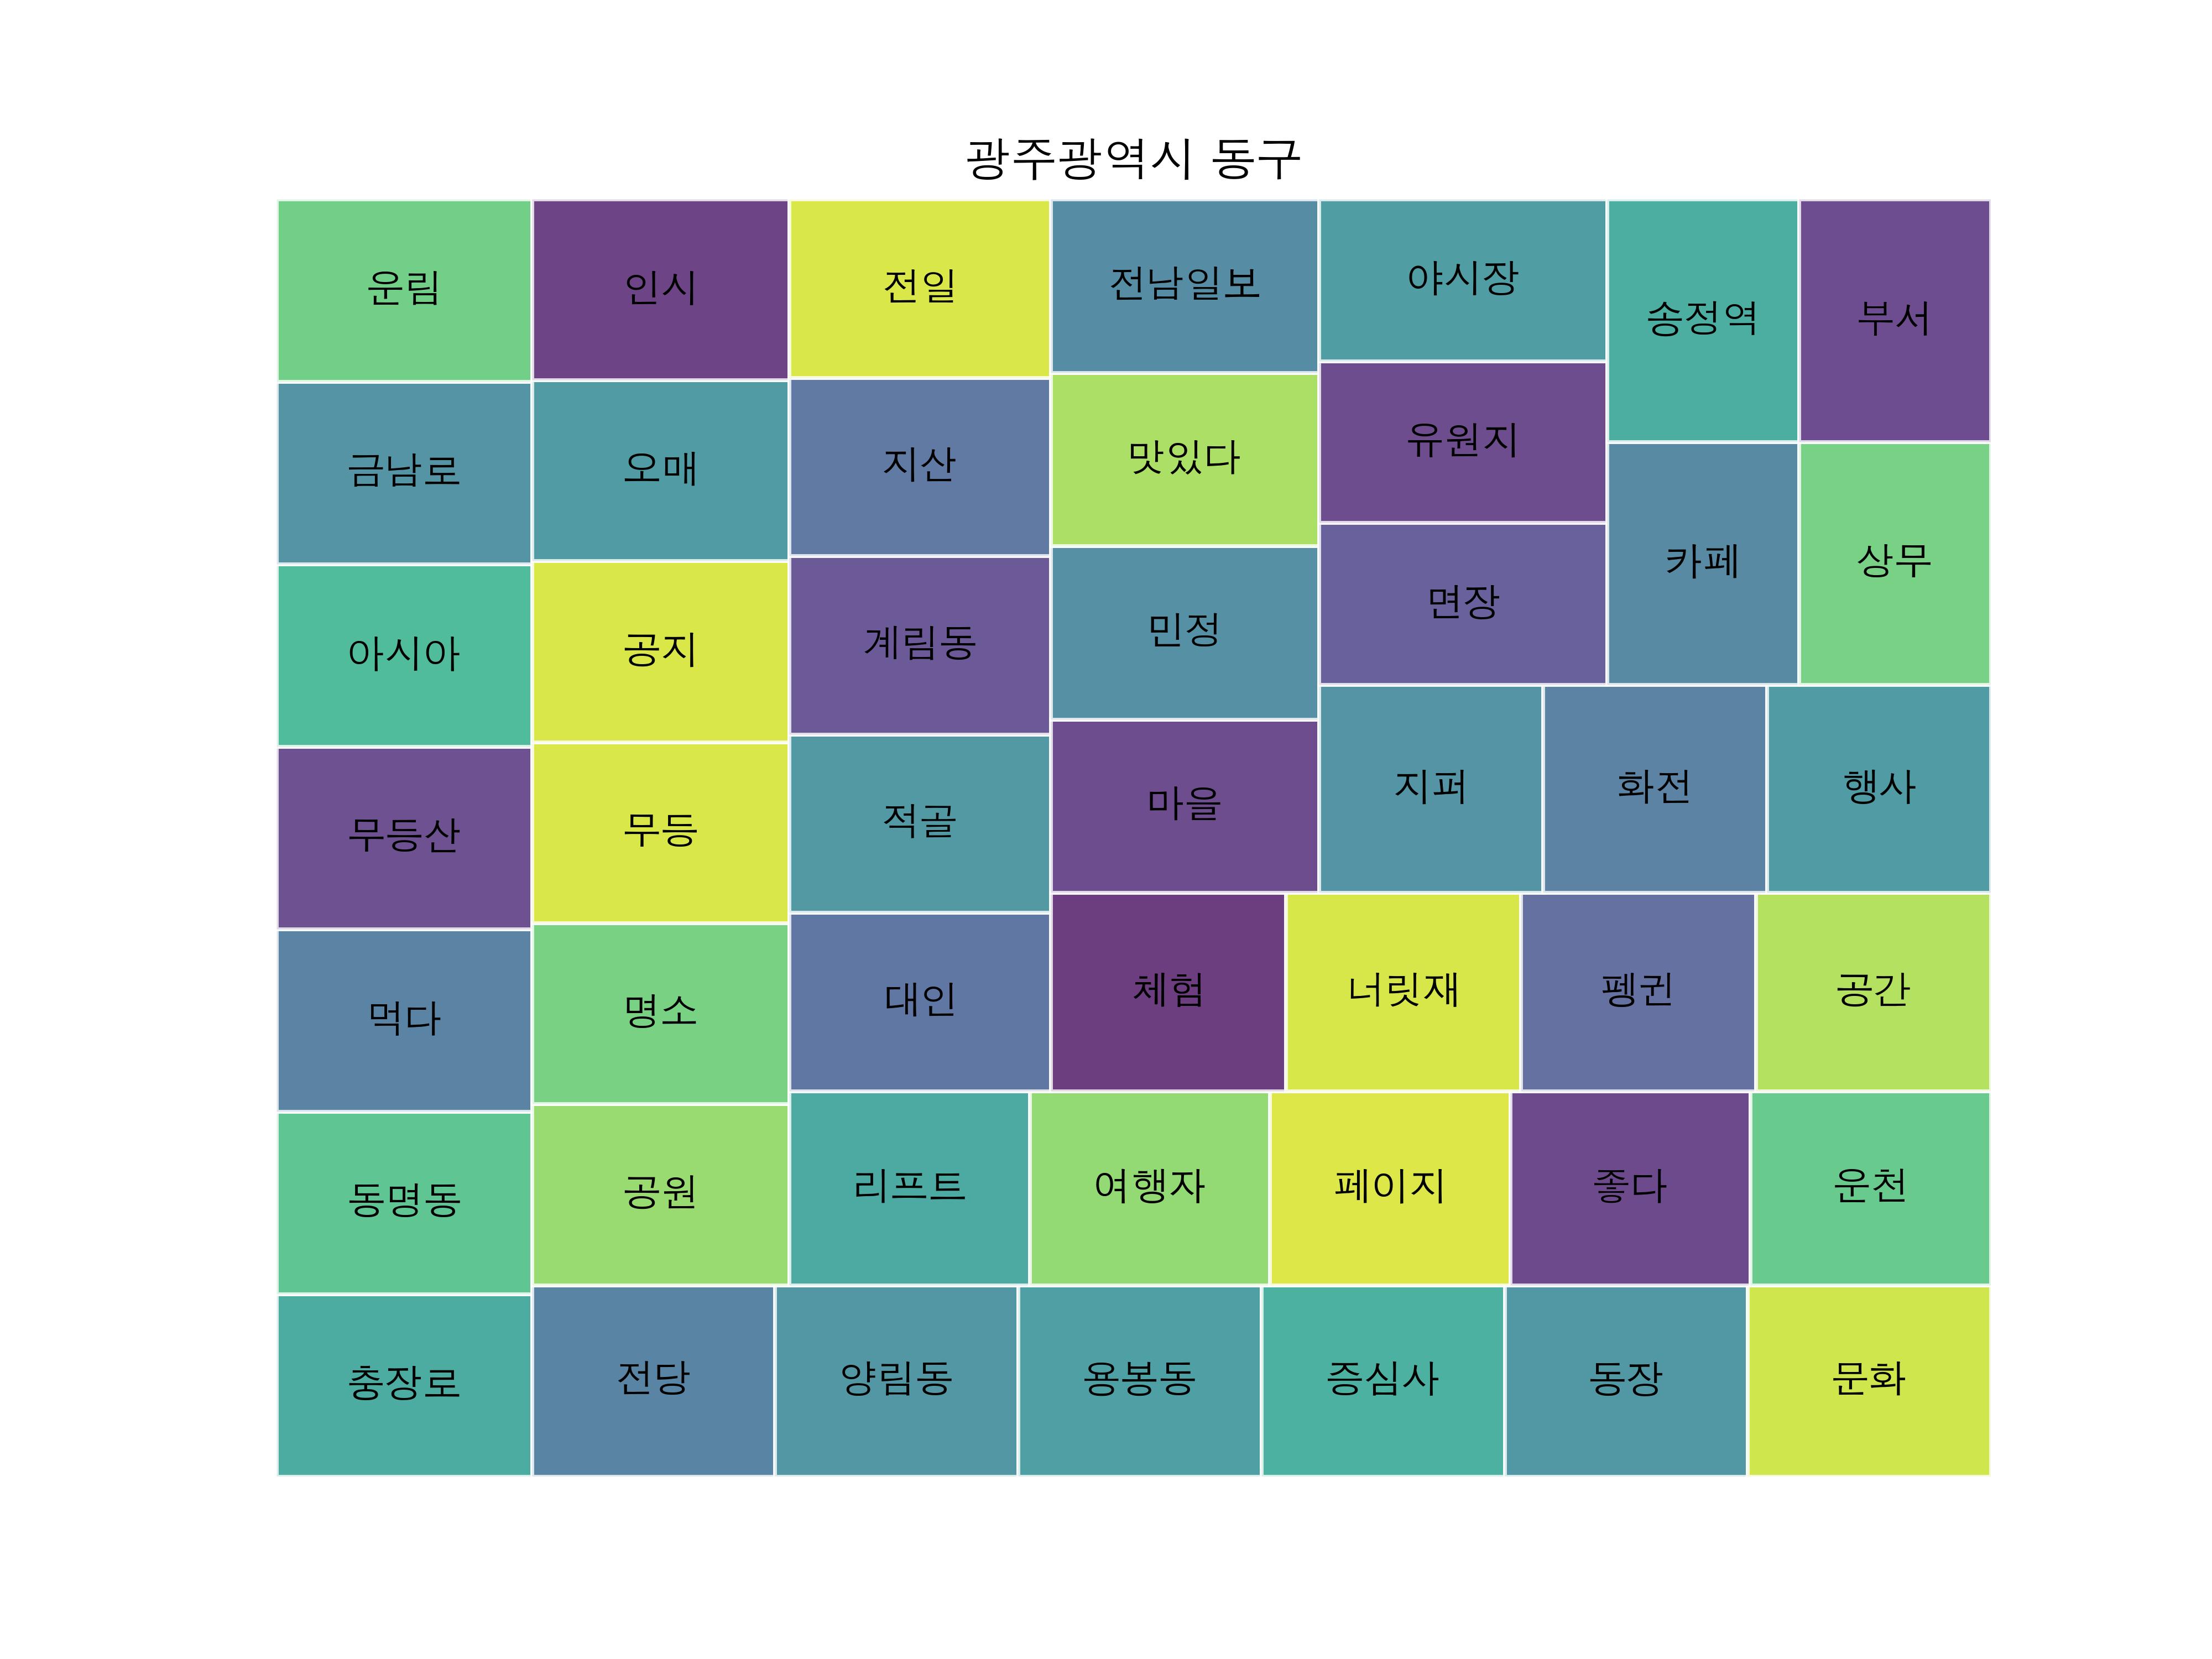 광주광역시 동구
운림
인시
전일
전남일보
야시장
송정역
부서
금남로
오매
지산
맛있다
유원지
카페
상무
아시아
공지
계림동
민정
면장
무등산
무등
적골
마을
지퍼
화전
행사
먹다
명소
대인
체험
너릿재
펭귄
공간
동명동
공원
리프트
여행자
페이지
좋다
운천
충장로
전당
양림동
용봉동
증심사
동장
문화